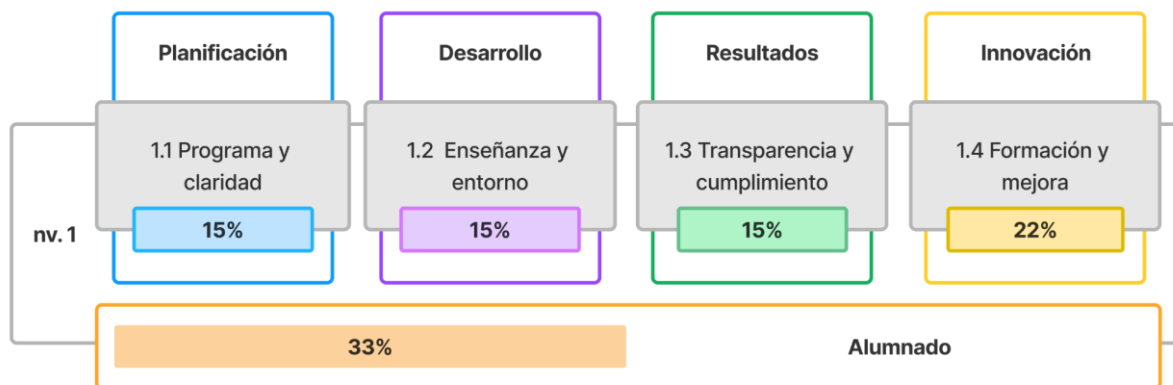 Planificación
Desarrollo
Resultados
Innovación
1.1 Programa y
claridad
1.2 Enseñanza y
entorno
1.3 Transparencia y
cumplimiento
1.4 Formación y
mejora
nv. 1
15%
15%
15%
22%
33%
Alumnado